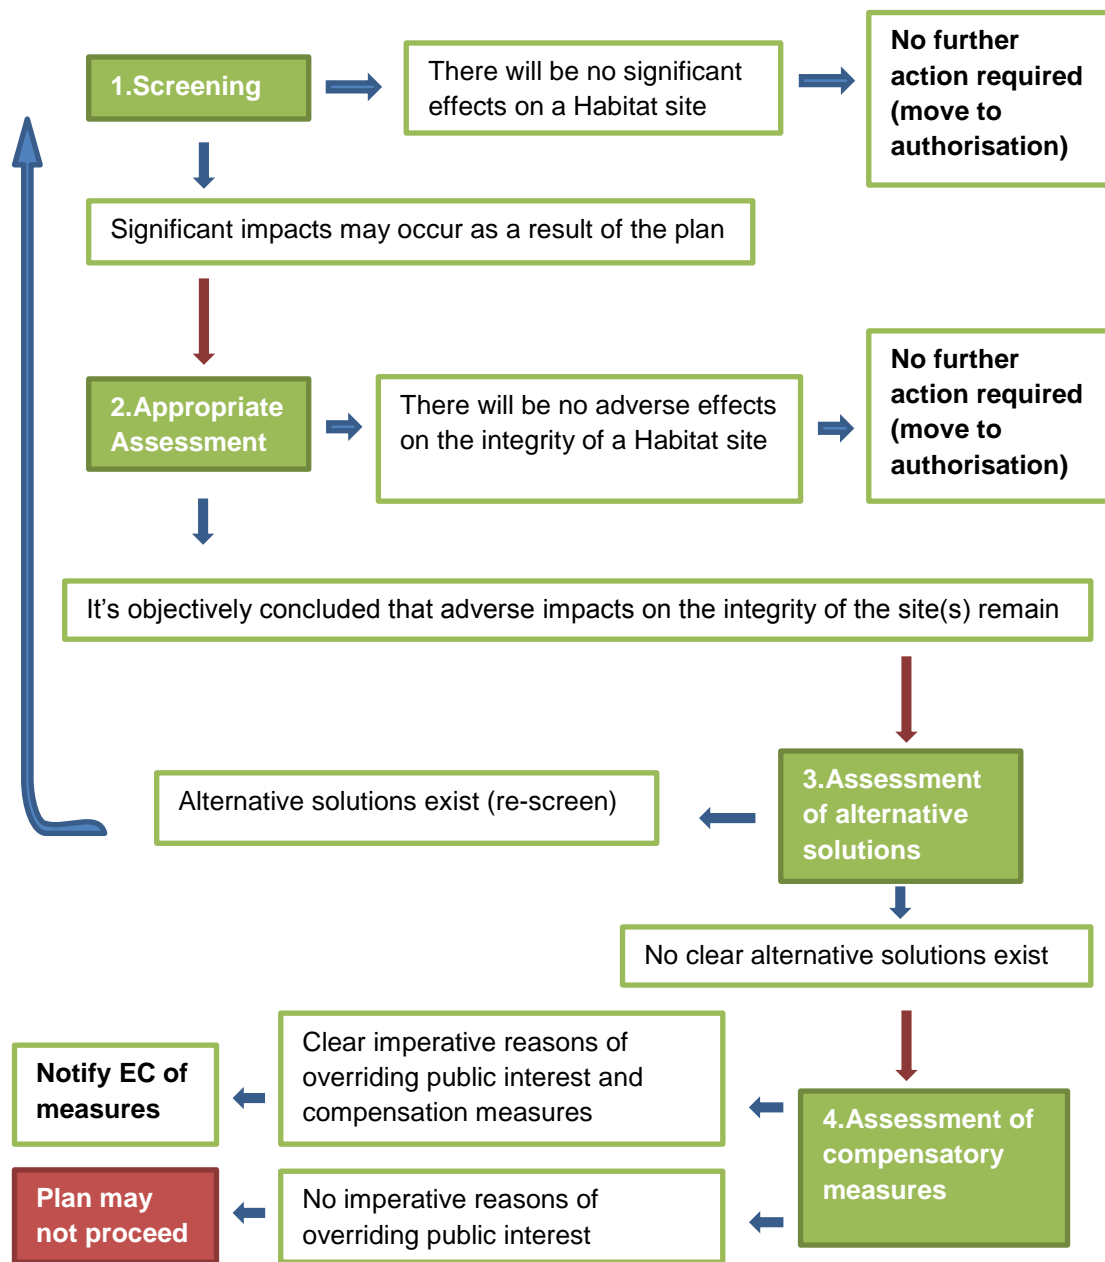 1.Screening
There will be no significant
effects on a Habitat site
No further
action required
(move to
authorisation)
Significant impacts may occur as a result of the plan
2.Appropriate
Assessment
There will be no adverse effects
on the integrity of a Habitat site
No further
action required
(move to
authorisation)
It’s objectively concluded that adverse impacts on the integrity of the site(s) remain
3.Assessment
of alternative
solutions
Alternative solutions exist (re-screen)
No clear alternative solutions exist
4.Assessment of
compensatory
measures
Clear imperative reasons of
overriding public interest and
compensation measures
Notify EC of
measures
No imperative reasons of
overriding public interest
Plan may
not proceed